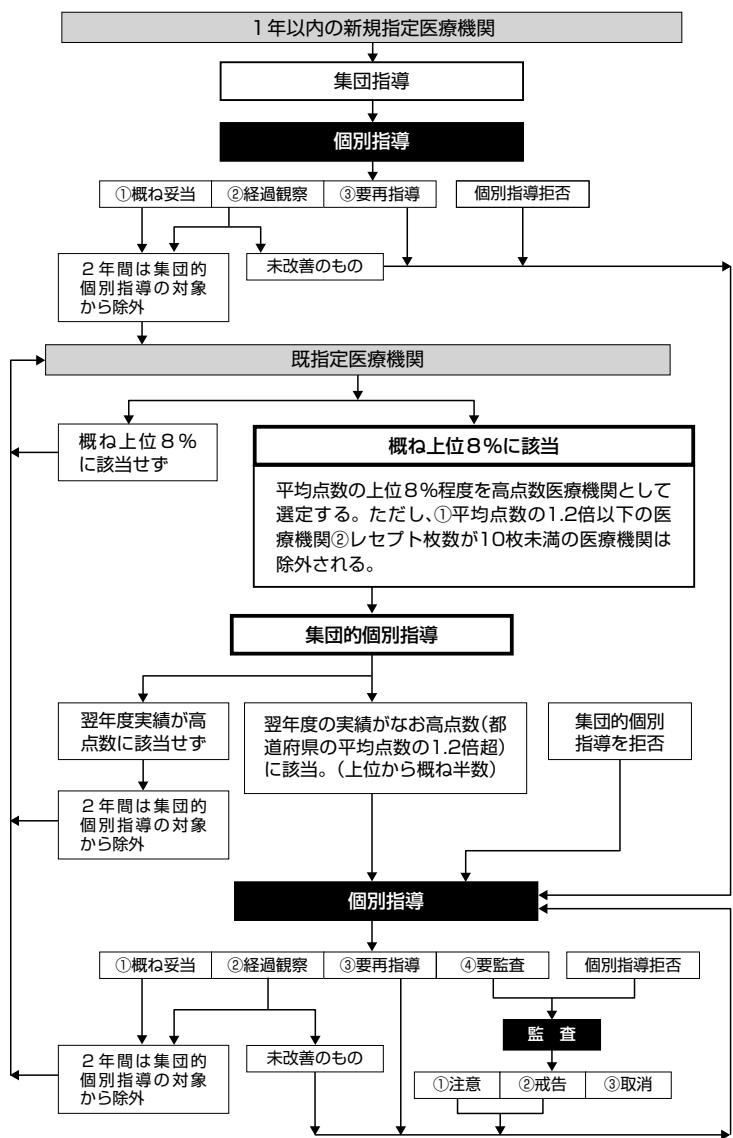 1年以内の新規指定医療機関
集団指導
個別指導
①概ね妥当
②経過観察
③要再指導
個別指導拒否
2年間は集団的
個別指導の対象
から除外
未改善のもの
既指定医療機関
概ね上位8%
に該当せず
概ね上位8%に該当
平均点数の上位8%程度を高点数医療機関として
選定する。ただし、①平均点数の1.2倍以下の医
療機関②レセプト枚数が10枚未満の医療機関は
除外される。
集団的個別指導
翌年度実績が高
点数に該当せず
翌年度の実績がなお高点数(都
道府県の平均点数の1.2倍超)
に該当。(上位から概ね半数)
集団的個別
指導を拒否
2年間は集団的
個別指導の対象
から除外
個別指導
①概ね妥当
②経過観察
③要再指導
④要監査
個別指導拒否
監 査
2年間は集団的
個別指導の対象
から除外
未改善のもの
①注意
②戒告
③取消